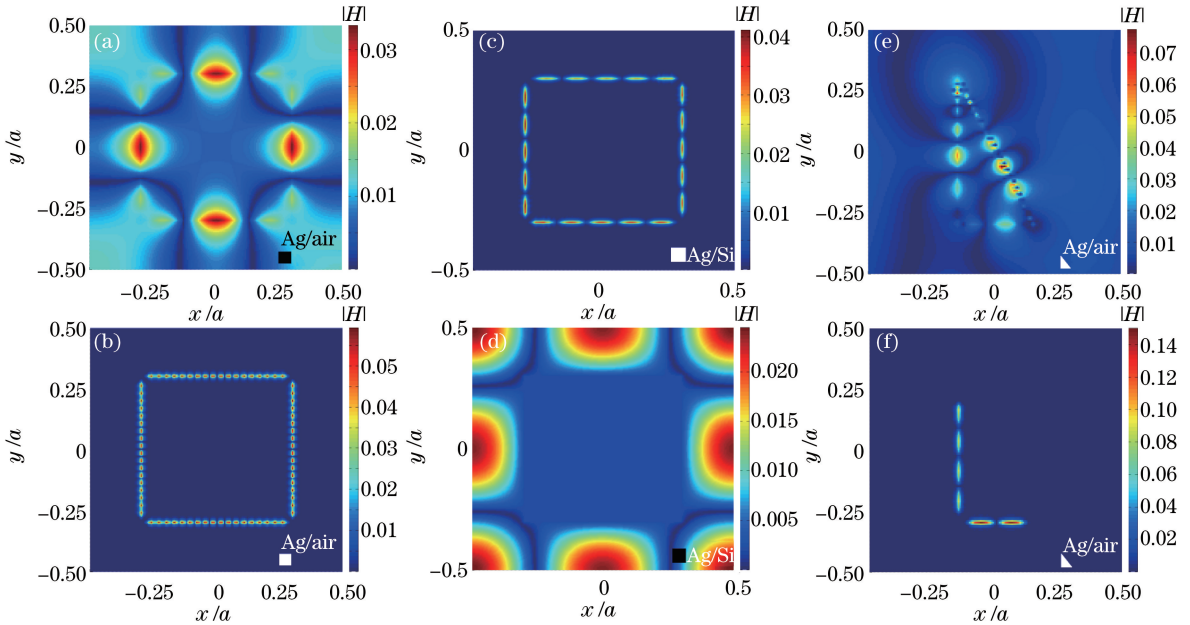 |H|
0.50
(a)
0.03
0.25
0.02
y/a
0
0.01
−0.25
Ag/air
−0.50
−0.25 0 0.25 0.50
x/a
|H|
0.5
(c)
0.04
0.03
y/a
0
0.02
0.01
Ag/Si
−0.5
0 0.5
x/a
|H|
0.50
(e)
0.07
0.25
0.06
0.05
y/a
0
0.04
0.03
−0.25
0.02
Ag/air
0.01
−0.50
−0.25 0 0.25 0.50
x/a
|H|
0.50
(b)
0.05
0.25
0.04
y/a
0
0.03
0.02
−0.25
0.01
Ag/air
−0.50
−0.25 0 0.25 0.50
x/a
|H|
0.5
(d)
0.020
0.015
y/a
0
0.010
0.005
Ag/Si
−0.5
0 0.5
x/a
|H|
0.50
(f)
0.14
0.25
0.12
0.10
y/a
0
0.08
0.06
−0.25
0.04
Ag/air
0.02
−0.50
−0.25 0 0.25 0.50
x/a